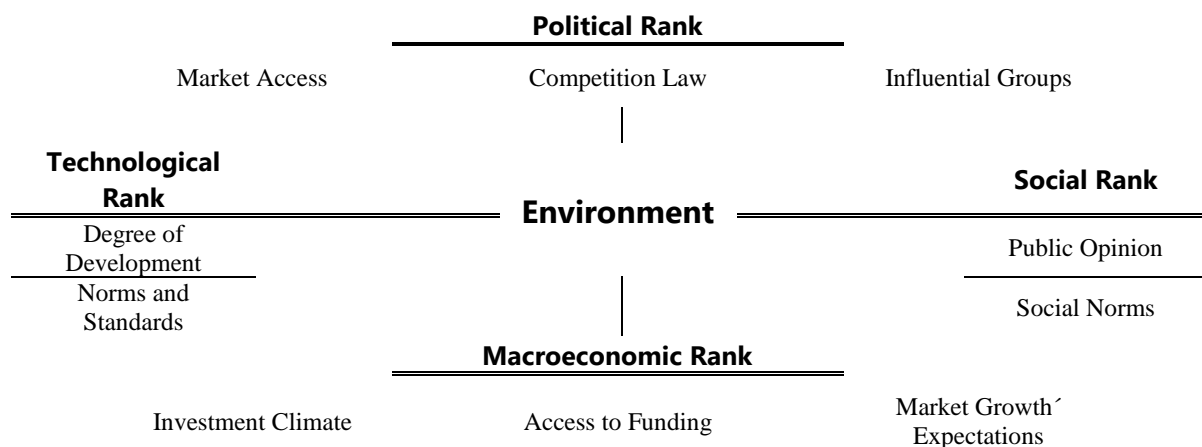 Political Rank
Market Access Competition Law Influential Groups
Technological
Rank
Social Rank
Environment
Degree of
Development
Public Opinion
Norms and
Standards
Social Norms
Macroeconomic Rank
Investment Climate Access to Funding Market Growth´
Expectations